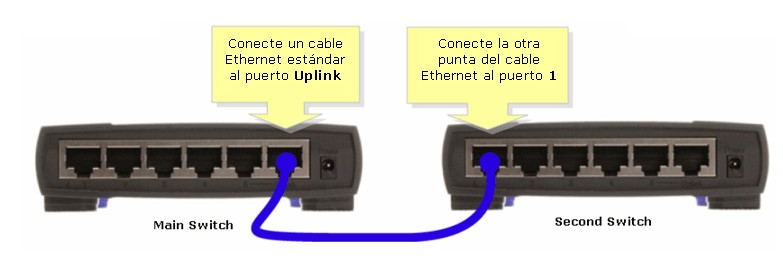 Conecte un cable
Ethernet estándar
al puerto Uplink
Conecte la otra
punta del cable
Ethernet al puerto 1
Main Switch
Second Switch